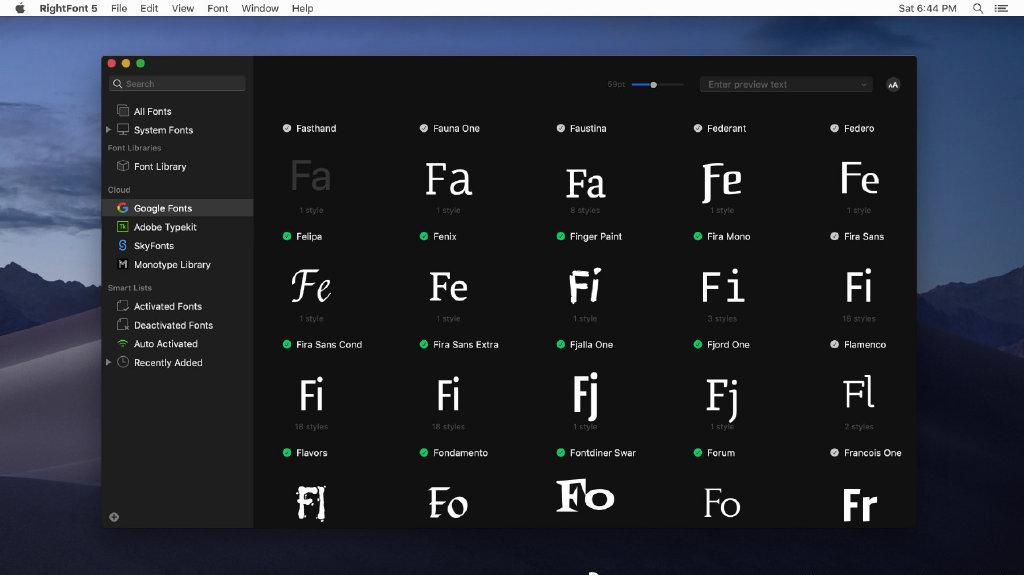 RightFont 5 File Edit View Font Window Help Sat 6:44 PM
Search
59pt Enter preview text AA
All Fonts
System Fonts
Font Libraries
Font Library
Cloud
Google Fonts
Tk Adobe Typekit
SkyFonts
M Monotype Library
Smart Lists
Activated Fonts
Deactivated Fonts
Auto Activated
Recently Added
Fasthand Fauna One Faustina Federant Federo
Fa Fa Fa Fe Fe
1 style 1 style 8 styles 1 style 1 style
Felipa Fenix Finger Paint Fira Mono Fira Sans
Fe Fe Fi Fi Fi
1 style 1 style 1 style 3 styles 18 styles
Fira Sans Cond Fira Sans Extra Fjalla One Fjord One Flamenco
Fi Fi Fj Fj Fl
18 styles 18 styles 1 style 1 style 2 styles
Flavors Fondamento Fontdiner Swar Forum Francois One
Fl Fo Fo Fo Fr